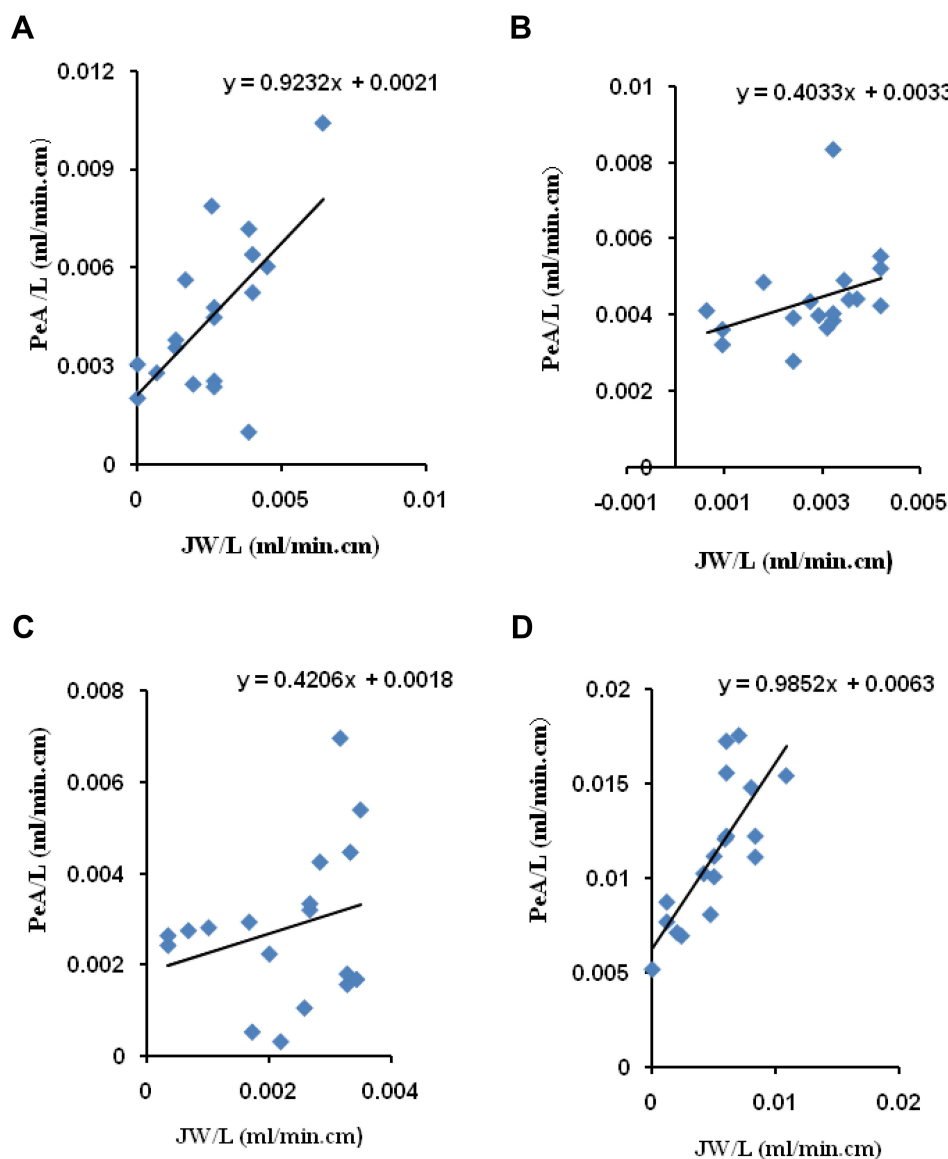 A
y = 0.9232x + 0.0021
0.012
0.009
0.006
0.003
0
PeA /L (ml/min.cm)
0
0.005
0.01
JW/L (ml/min.cm)
B
y = 0.4033x + 0.0033
0.01
0.008
0.006
0.004
0.002
0
PeA/L (ml/min.cm)
-0.001
0.001
0.003
0.005
JW/L (ml/min.cm)
C
y = 0.4206x + 0.0018
0.008
0.006
0.004
0.002
0
PeA/L (ml/min.cm)
0
0.002
0.004
JW/L (ml/min.cm)
D
y = 0.9852x + 0.0063
0.02
0.015
0.01
0.005
0
PeA/L (ml/min.cm)
0
0.01
0.02
JW/L (ml/min.cm)